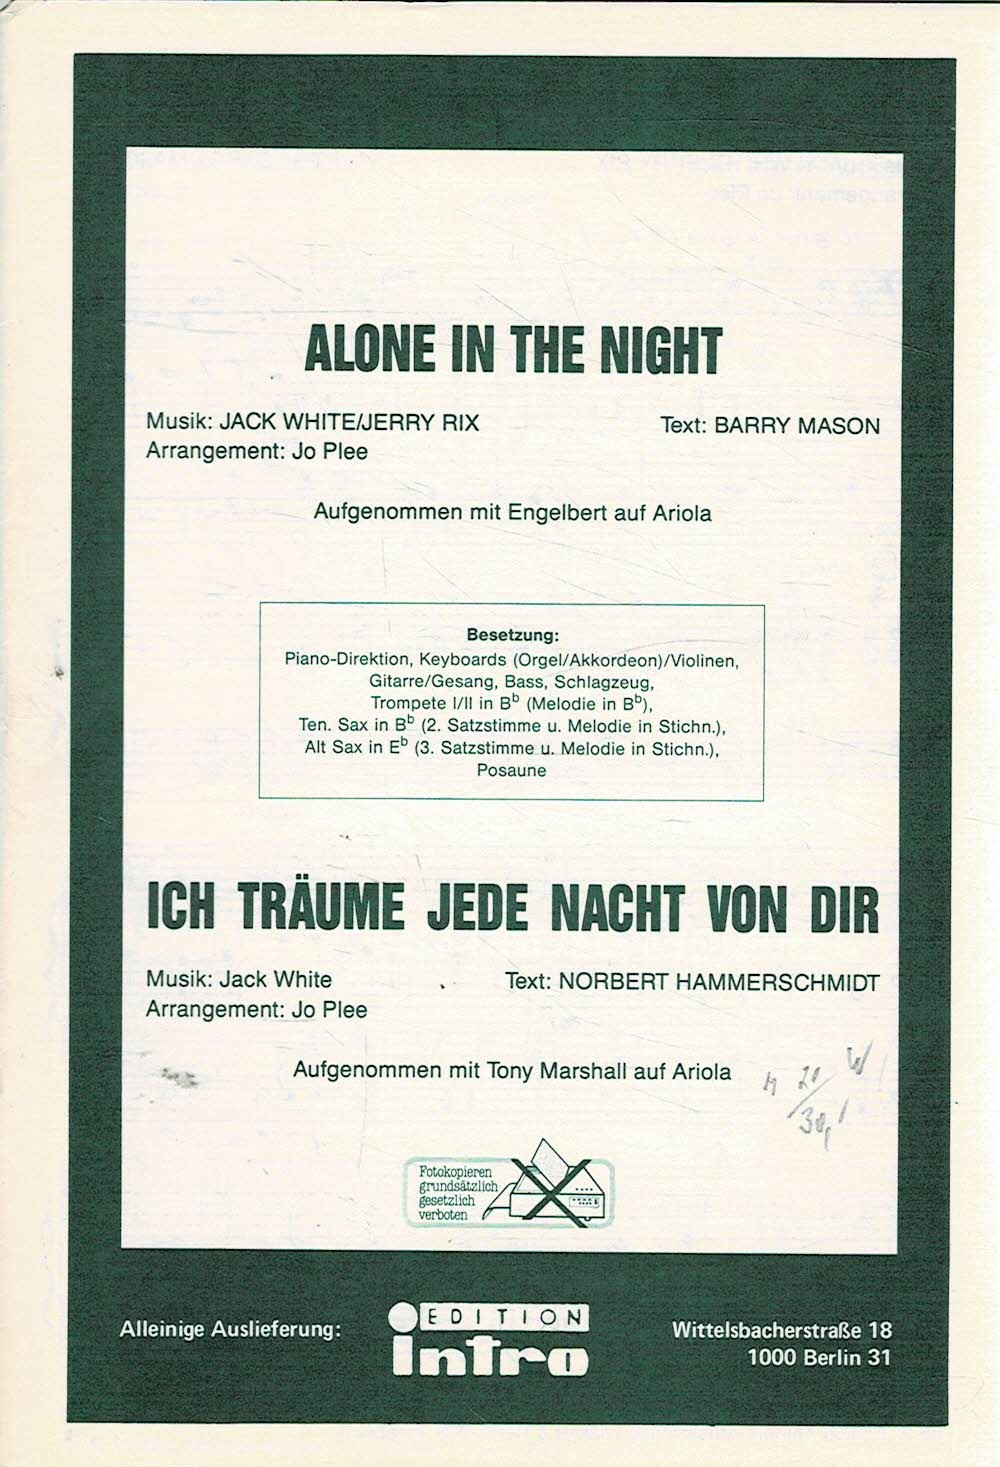 ALONE IN THE NIGHT
Musik: JACK WHITE/JERRY RIX
Text: BARRY MASON
Arrangement: Jo Plee
Aufgenommen mit Engelbert auf Ariola
Besetzung:
Piano-Direktion, Keyboards (Orgel/Akkordeon)/Violinen,
Gitarre/Gesang, Bass, Schlagzeug,
Trompete I/II in Bb (Melodie in Bb),
Ten. Sax in Bb (2. Satzstimme u. Melodie in Stichn.),
Alt Sax in Eb (3. Satzstimme u. Melodie in Stichn.),
Posaune
ICH TRÄUME JEDE NACHT VON DIR
Musik: Jack White
Text: NORBERT HAMMERSCHMIDT
Arrangement: Jo Plee
Aufgenommen mit Tony Marshall auf Ariola
Fotokopieren
grundsätzlich
gesetzlich
verboten
Alleinige Auslieferung:
EDITION
intro
Wittelsbacherstraße 18
1000 Berlin 31